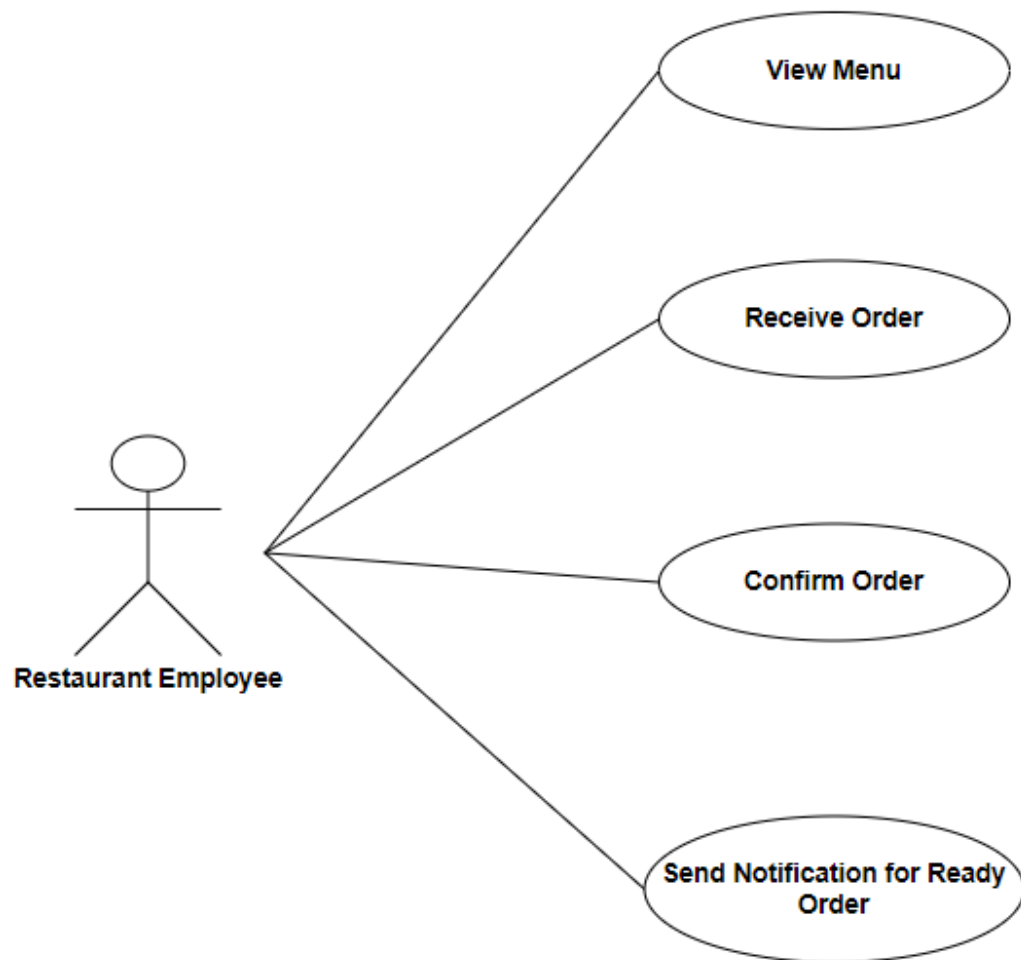 View Menu
Receive Order
Confirm Order
Restaurant Employee
Send Notification for Ready
Order